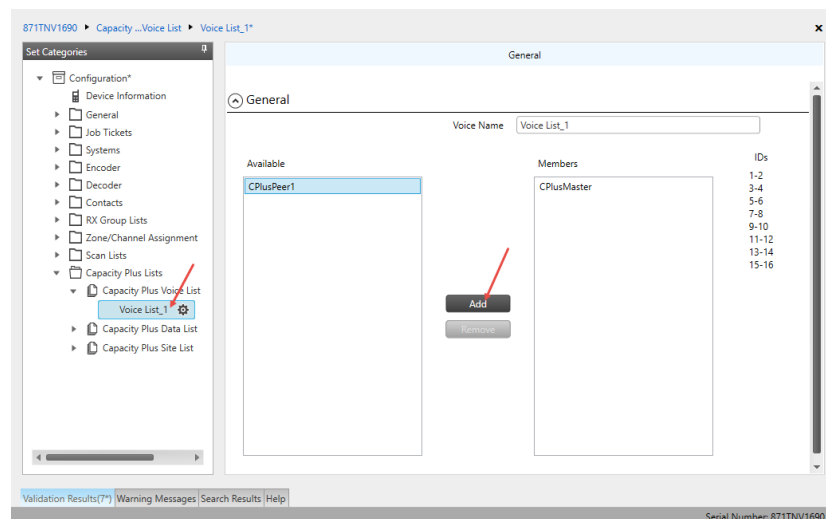 871TNV1690 ▸ Capacity ...Voice List ▸ Voice List_1*
Set Categories
General
Configuration*
Device Information
General
Job Tickets
Systems
Encoder
Decoder
Contacts
RX Group Lists
Zone/Channel Assignment
Scan Lists
Capacity Plus Lists
Capacity Plus Voice List
Voice List_1
Capacity Plus Data List
Capacity Plus Site List
General
Voice Name Voice List_1
Available
CPlusPeer1
Add
Remove
Members
CPlusMaster
IDs
1-2
3-4
5-6
7-8
9-10
11-12
13-14
15-16
Validation Results(7*) Warning Messages Search Results Help
Serial Number: 871TNV1690